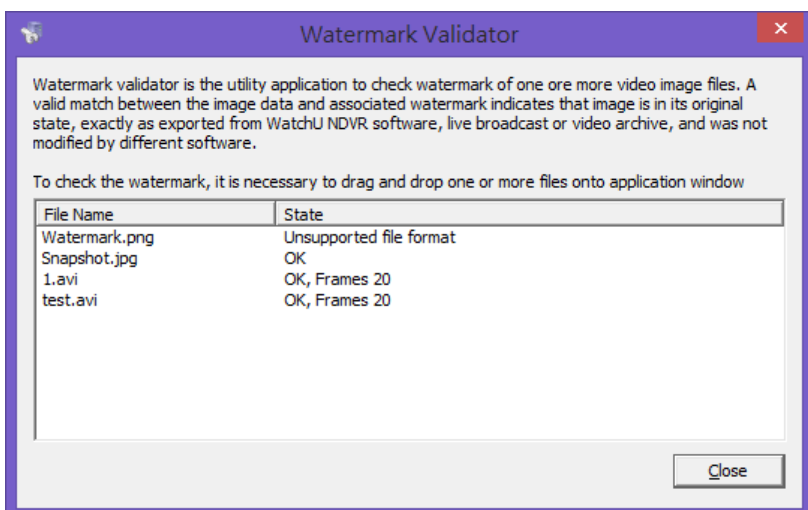 Watermark Validator
Watermark validator is the utility application to check watermark of one ore more video image files. A
valid match between the image data and associated watermark indicates that image is in its original
state, exactly as exported from WatchU NDVR software, live broadcast or video archive, and was not
modified by different software.
To check the watermark, it is necessary to drag and drop one or more files onto application window
File Name State
Watermark.png Unsupported file format
Snapshot.jpg OK
1.avi OK, Frames 20
test.avi OK, Frames 20
Close